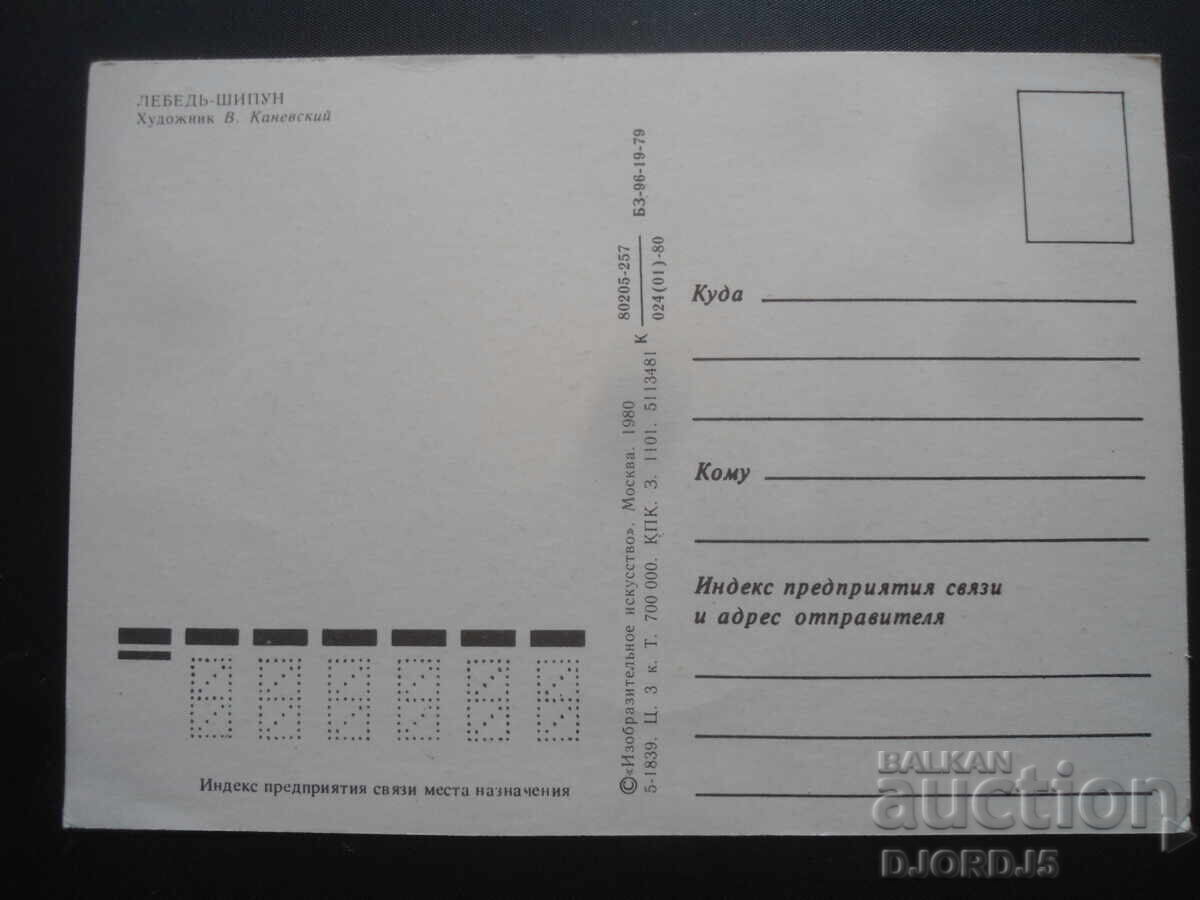 ЛЕБЕДЬ-ШИПУН
Художник В. Каневский
©«Изобразительное искусство». Москва. 1980
5-1839. Ц. 3 к. Т. 700 000. КПК. З. 1101. 5113481
К 80205-257
024(01)-80
БЗ-96-19-79
Куда
Кому
Индекс предприятия связи
и адрес отправителя
Индекс предприятия связи места назначения
BALKAN
auction
DJORDJ5